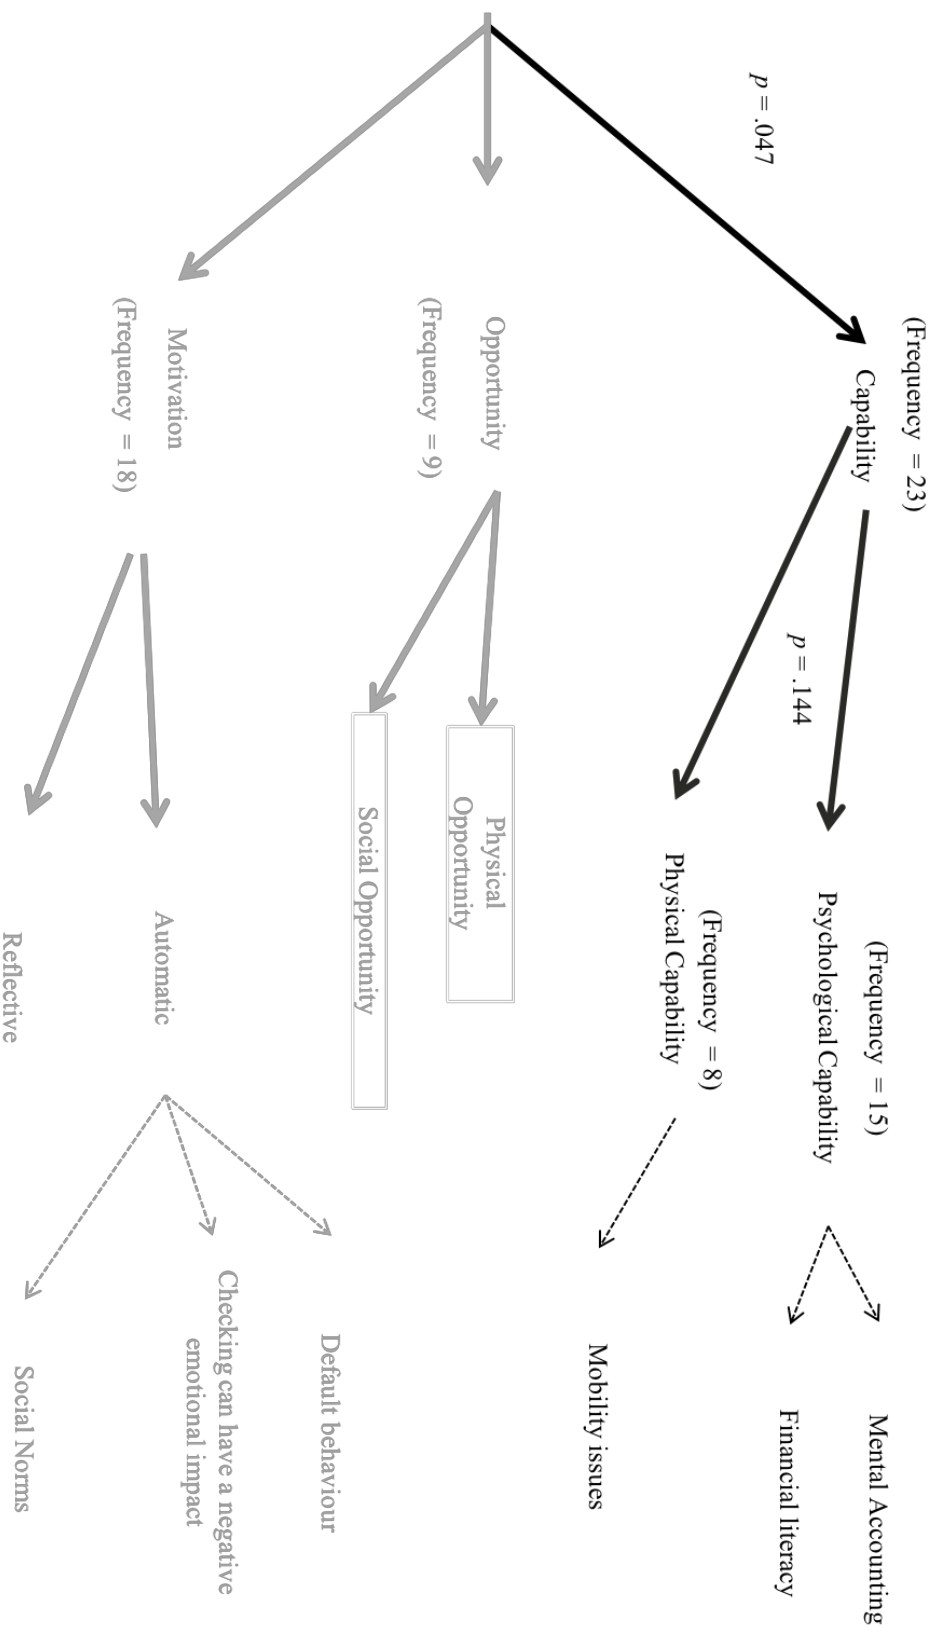 p = .047
(Frequency = 23)
Capability
p = .144
(Frequency = 15)
Psychological Capability
Mental Accounting
Financial literacy
(Frequency = 8)
Physical Capability
Mobility issues
Opportunity
(Frequency = 9)
Physical
Opportunity
Social Opportunity
Motivation
(Frequency = 18)
Automatic
Default behaviour
Checking can have a negative
emotional impact
Social Norms
Reflective